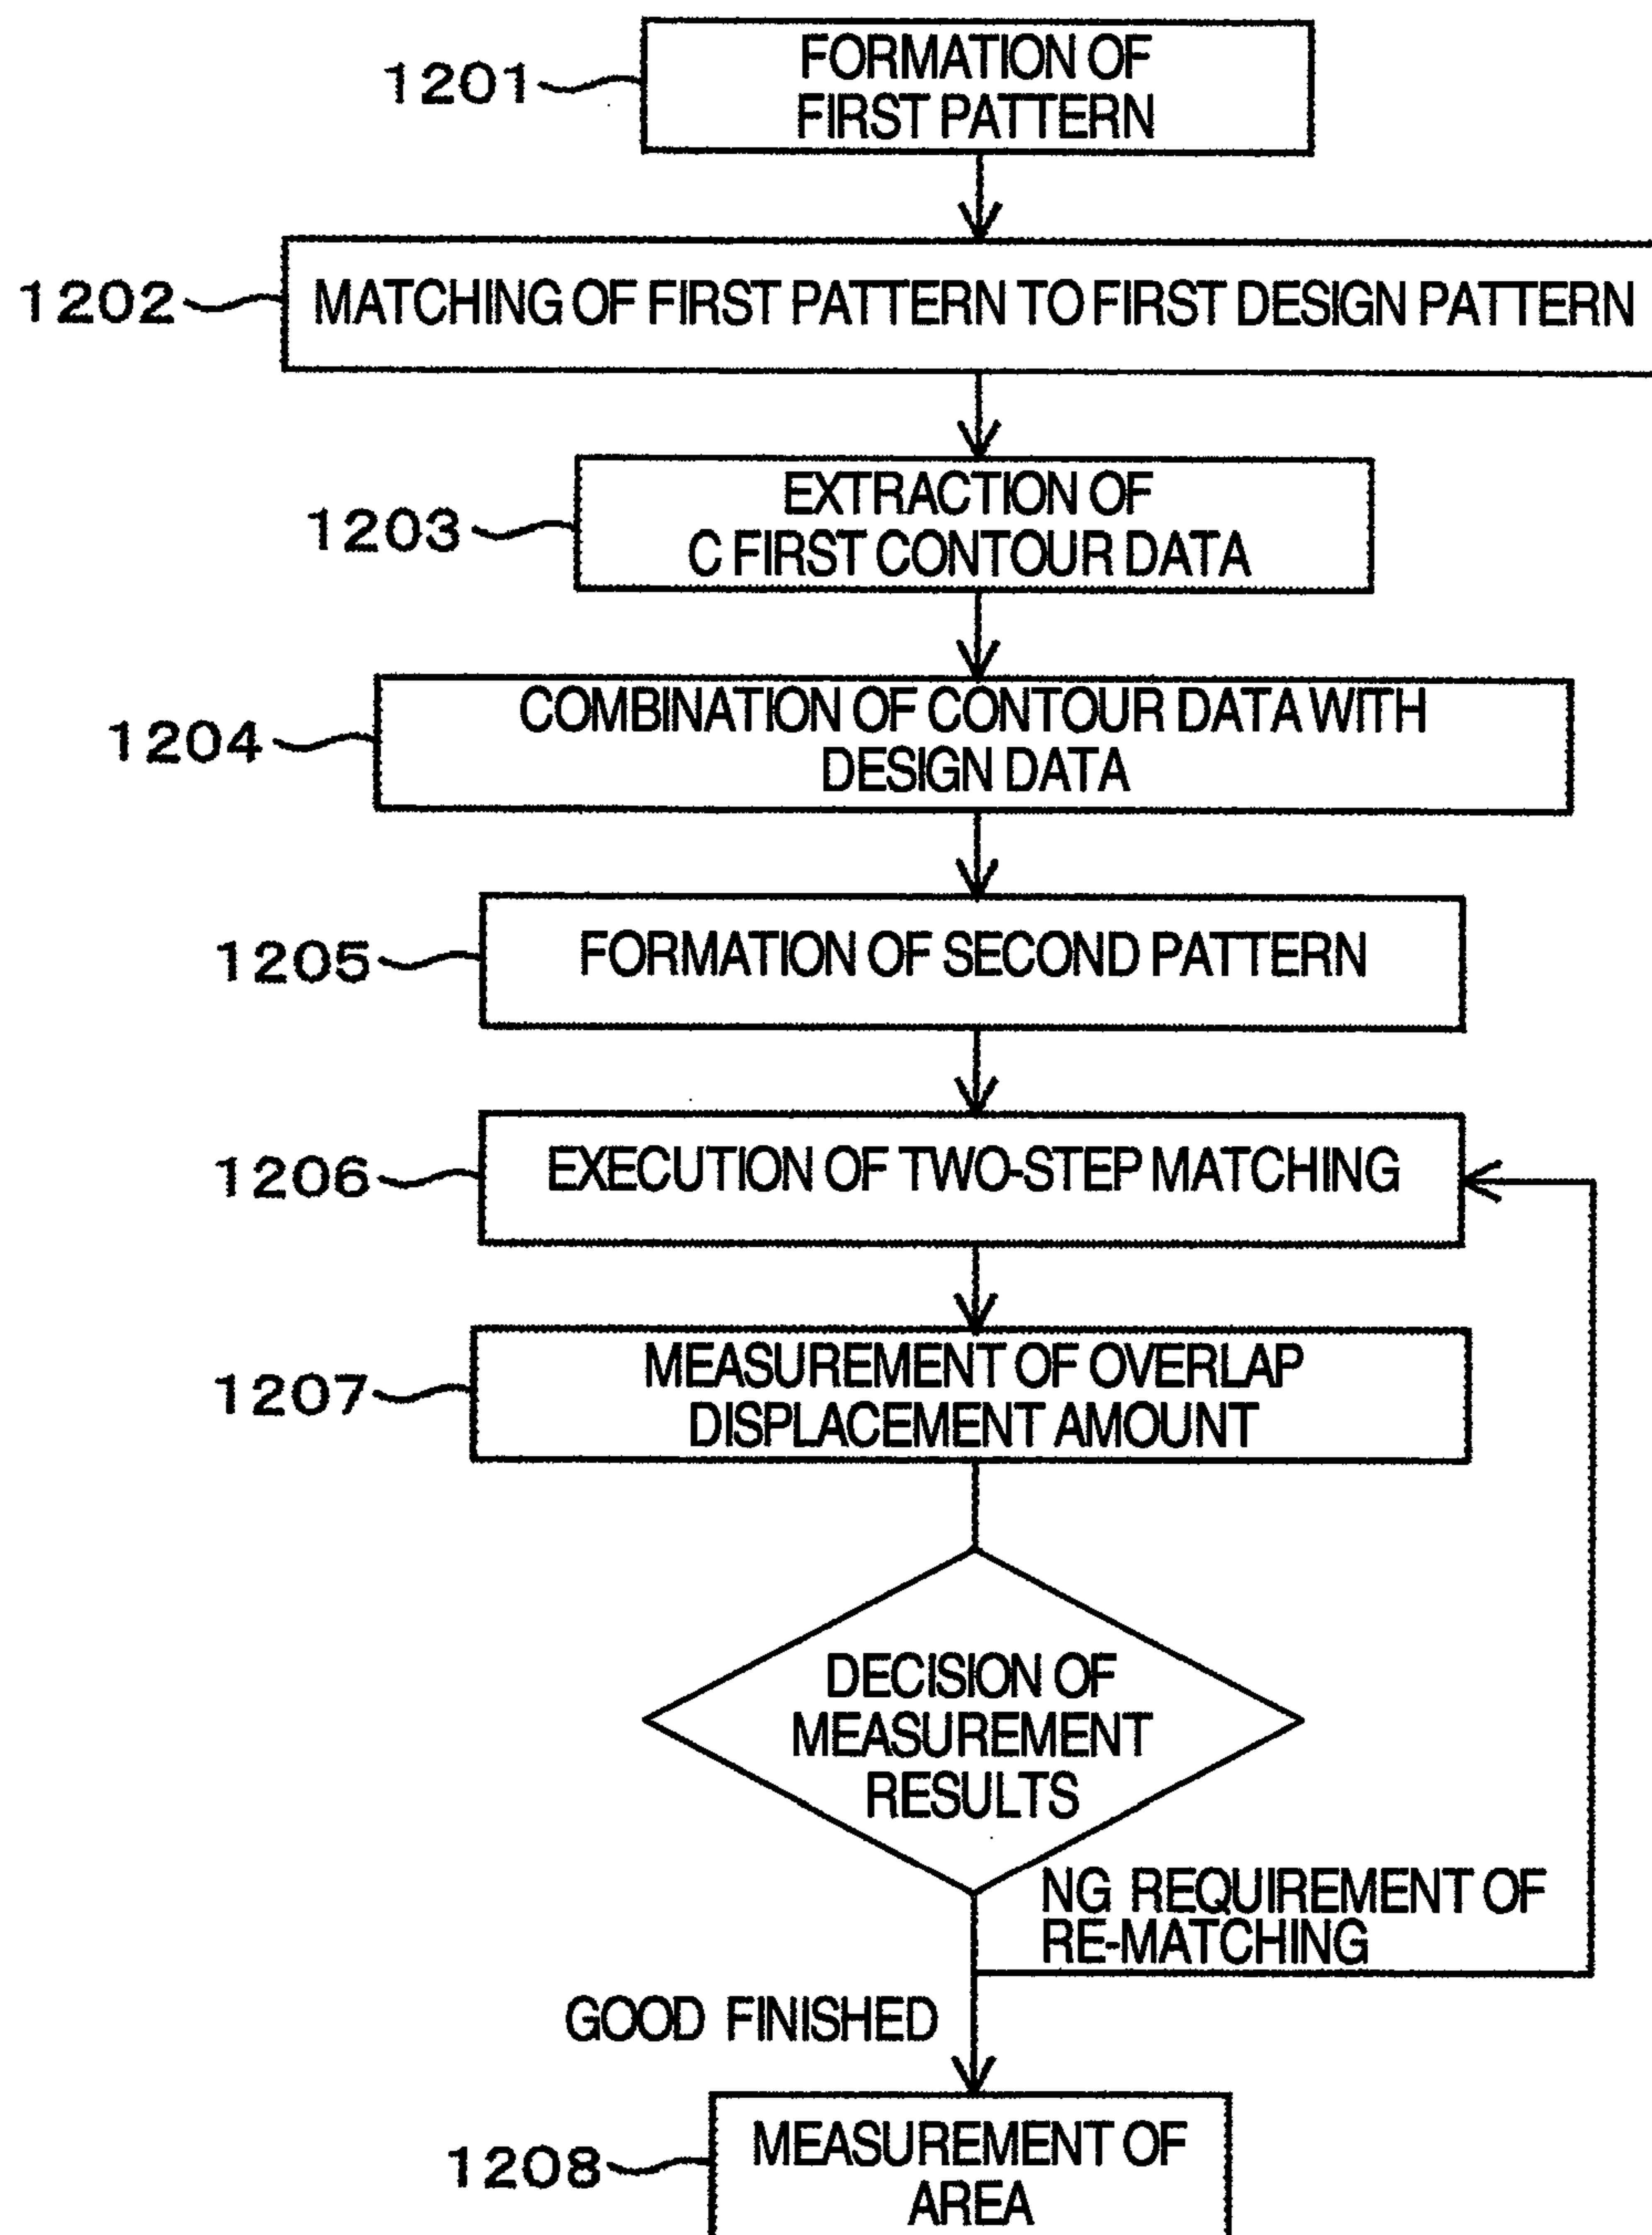 1201
FORMATION OF
FIRST PATTERN
1202
MATCHING OF FIRST PATTERN TO FIRST DESIGN PATTERN
1203
EXTRACTION OF
C FIRST CONTOUR DATA
1204
COMBINATION OF CONTOUR DATA WITH
DESIGN DATA
1205
FORMATION OF SECOND PATTERN
1206
EXECUTION OF TWO-STEP MATCHING
1207
MEASUREMENT OF OVERLAP
DISPLACEMENT AMOUNT
DECISION OF
MEASUREMENT
RESULTS
NG REQUIREMENT OF
RE-MATCHING
GOOD FINISHED
1208
MEASUREMENT OF
AREA